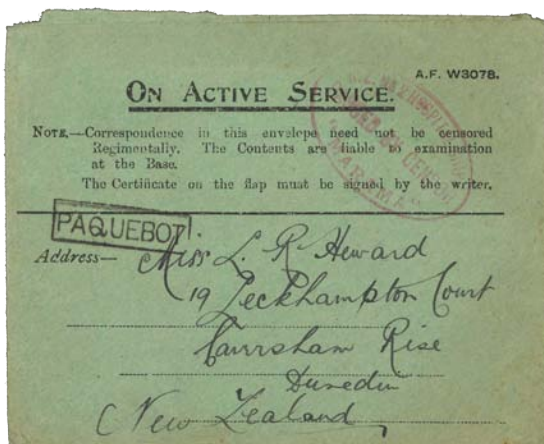 A.F. W3078.
ON ACTIVE SERVICE.
NOTE.—Correspondence in this envelope need not be censored
Regimentally. The Contents are liable to examination
at the Base.
The Certificate on the flap must be signed by the writer.
PAQUEBOT
Address— Miss L. R. Heward
19 Leckhampton Court
Caversham Rise
Dunedin
(New Zealand,